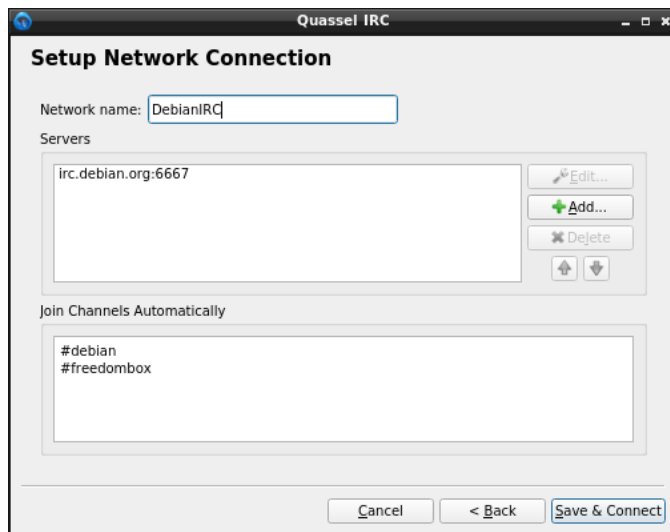 Quassel IRC
Setup Network Connection
Network name: DebianIRC
Servers
irc.debian.org:6667
Edit...
Add...
Delete
Join Channels Automatically
#debian
#freedombox
Cancel
< Back
Save & Connect